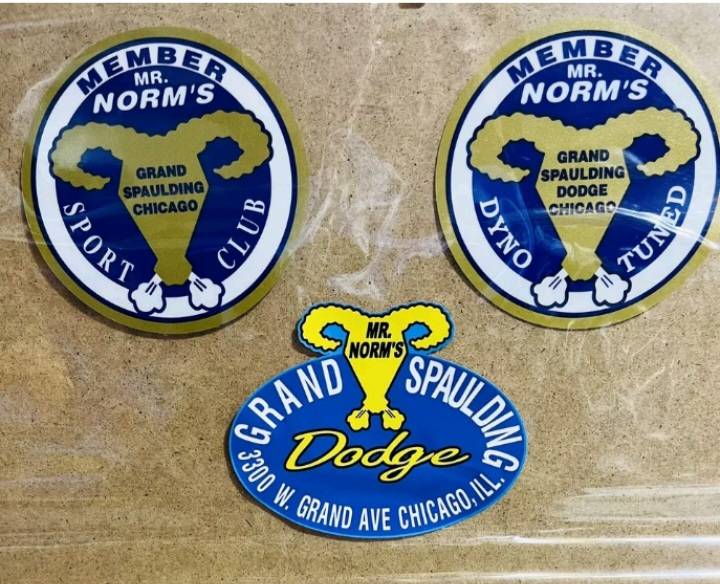 MEMBER
MR.
NORM'S
GRAND
SPAULDING
CHICAGO
SPORT CLUB
MEMBER
MR.
NORM'S
GRAND
SPAULDING
DODGE
CHICAGO
DYNO TUNED
MR.
NORM'S
GRAND SPAULDING
Dodge
3300 W. GRAND AVE CHICAGO, ILL.